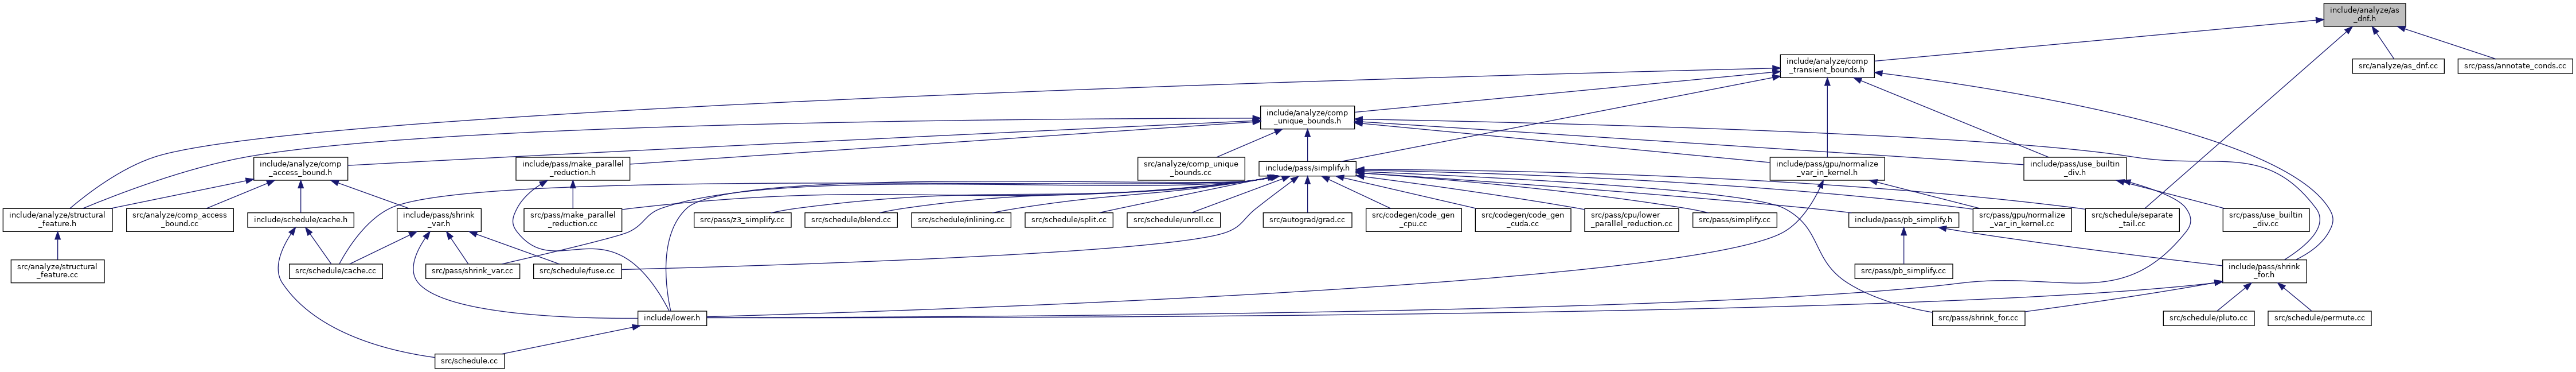 include/analyze/as
_dnf.h
include/analyze/comp
_transient_bounds.h
src/analyze/as_dnf.cc
src/pass/annotate_conds.cc
include/analyze/comp
_unique_bounds.h
include/analyze/comp
_access_bound.h
include/pass/make_parallel
_reduction.h
src/analyze/comp_unique
_bounds.cc
include/pass/simplify.h
include/pass/gpu/normalize
_var_in_kernel.h
include/pass/use_builtin
_div.h
include/analyze/structural
_feature.h
src/analyze/comp_access
_bound.cc
include/schedule/cache.h
include/pass/shrink
_var.h
src/pass/make_parallel
_reduction.cc
src/pass/z3_simplify.cc
src/schedule/blend.cc
src/schedule/inlining.cc
src/schedule/split.cc
src/schedule/unroll.cc
src/autograd/grad.cc
src/codegen/code_gen
_cpu.cc
src/codegen/code_gen
_cuda.cc
src/pass/cpu/lower
_parallel_reduction.cc
src/pass/simplify.cc
include/pass/pb_simplify.h
src/pass/gpu/normalize
_var_in_kernel.cc
src/schedule/separate
_tail.cc
src/pass/use_builtin
_div.cc
src/analyze/structural
_feature.cc
src/schedule/cache.cc
src/pass/shrink_var.cc
src/schedule/fuse.cc
src/pass/pb_simplify.cc
include/pass/shrink
_for.h
include/lower.h
src/pass/shrink_for.cc
src/schedule/pluto.cc
src/schedule/permute.cc
src/schedule.cc